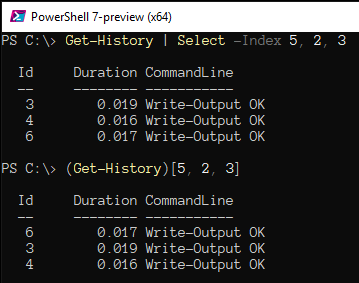 PowerShell 7-preview (x64)
PS C:\> Get-History | Select -Index 5, 2, 3
Id Duration CommandLine
-- -------- -----------
3 0.019 Write-Output OK
4 0.016 Write-Output OK
6 0.017 Write-Output OK
PS C:\> (Get-History)[5, 2, 3]
Id Duration CommandLine
-- -------- -----------
6 0.017 Write-Output OK
3 0.019 Write-Output OK
4 0.016 Write-Output OK